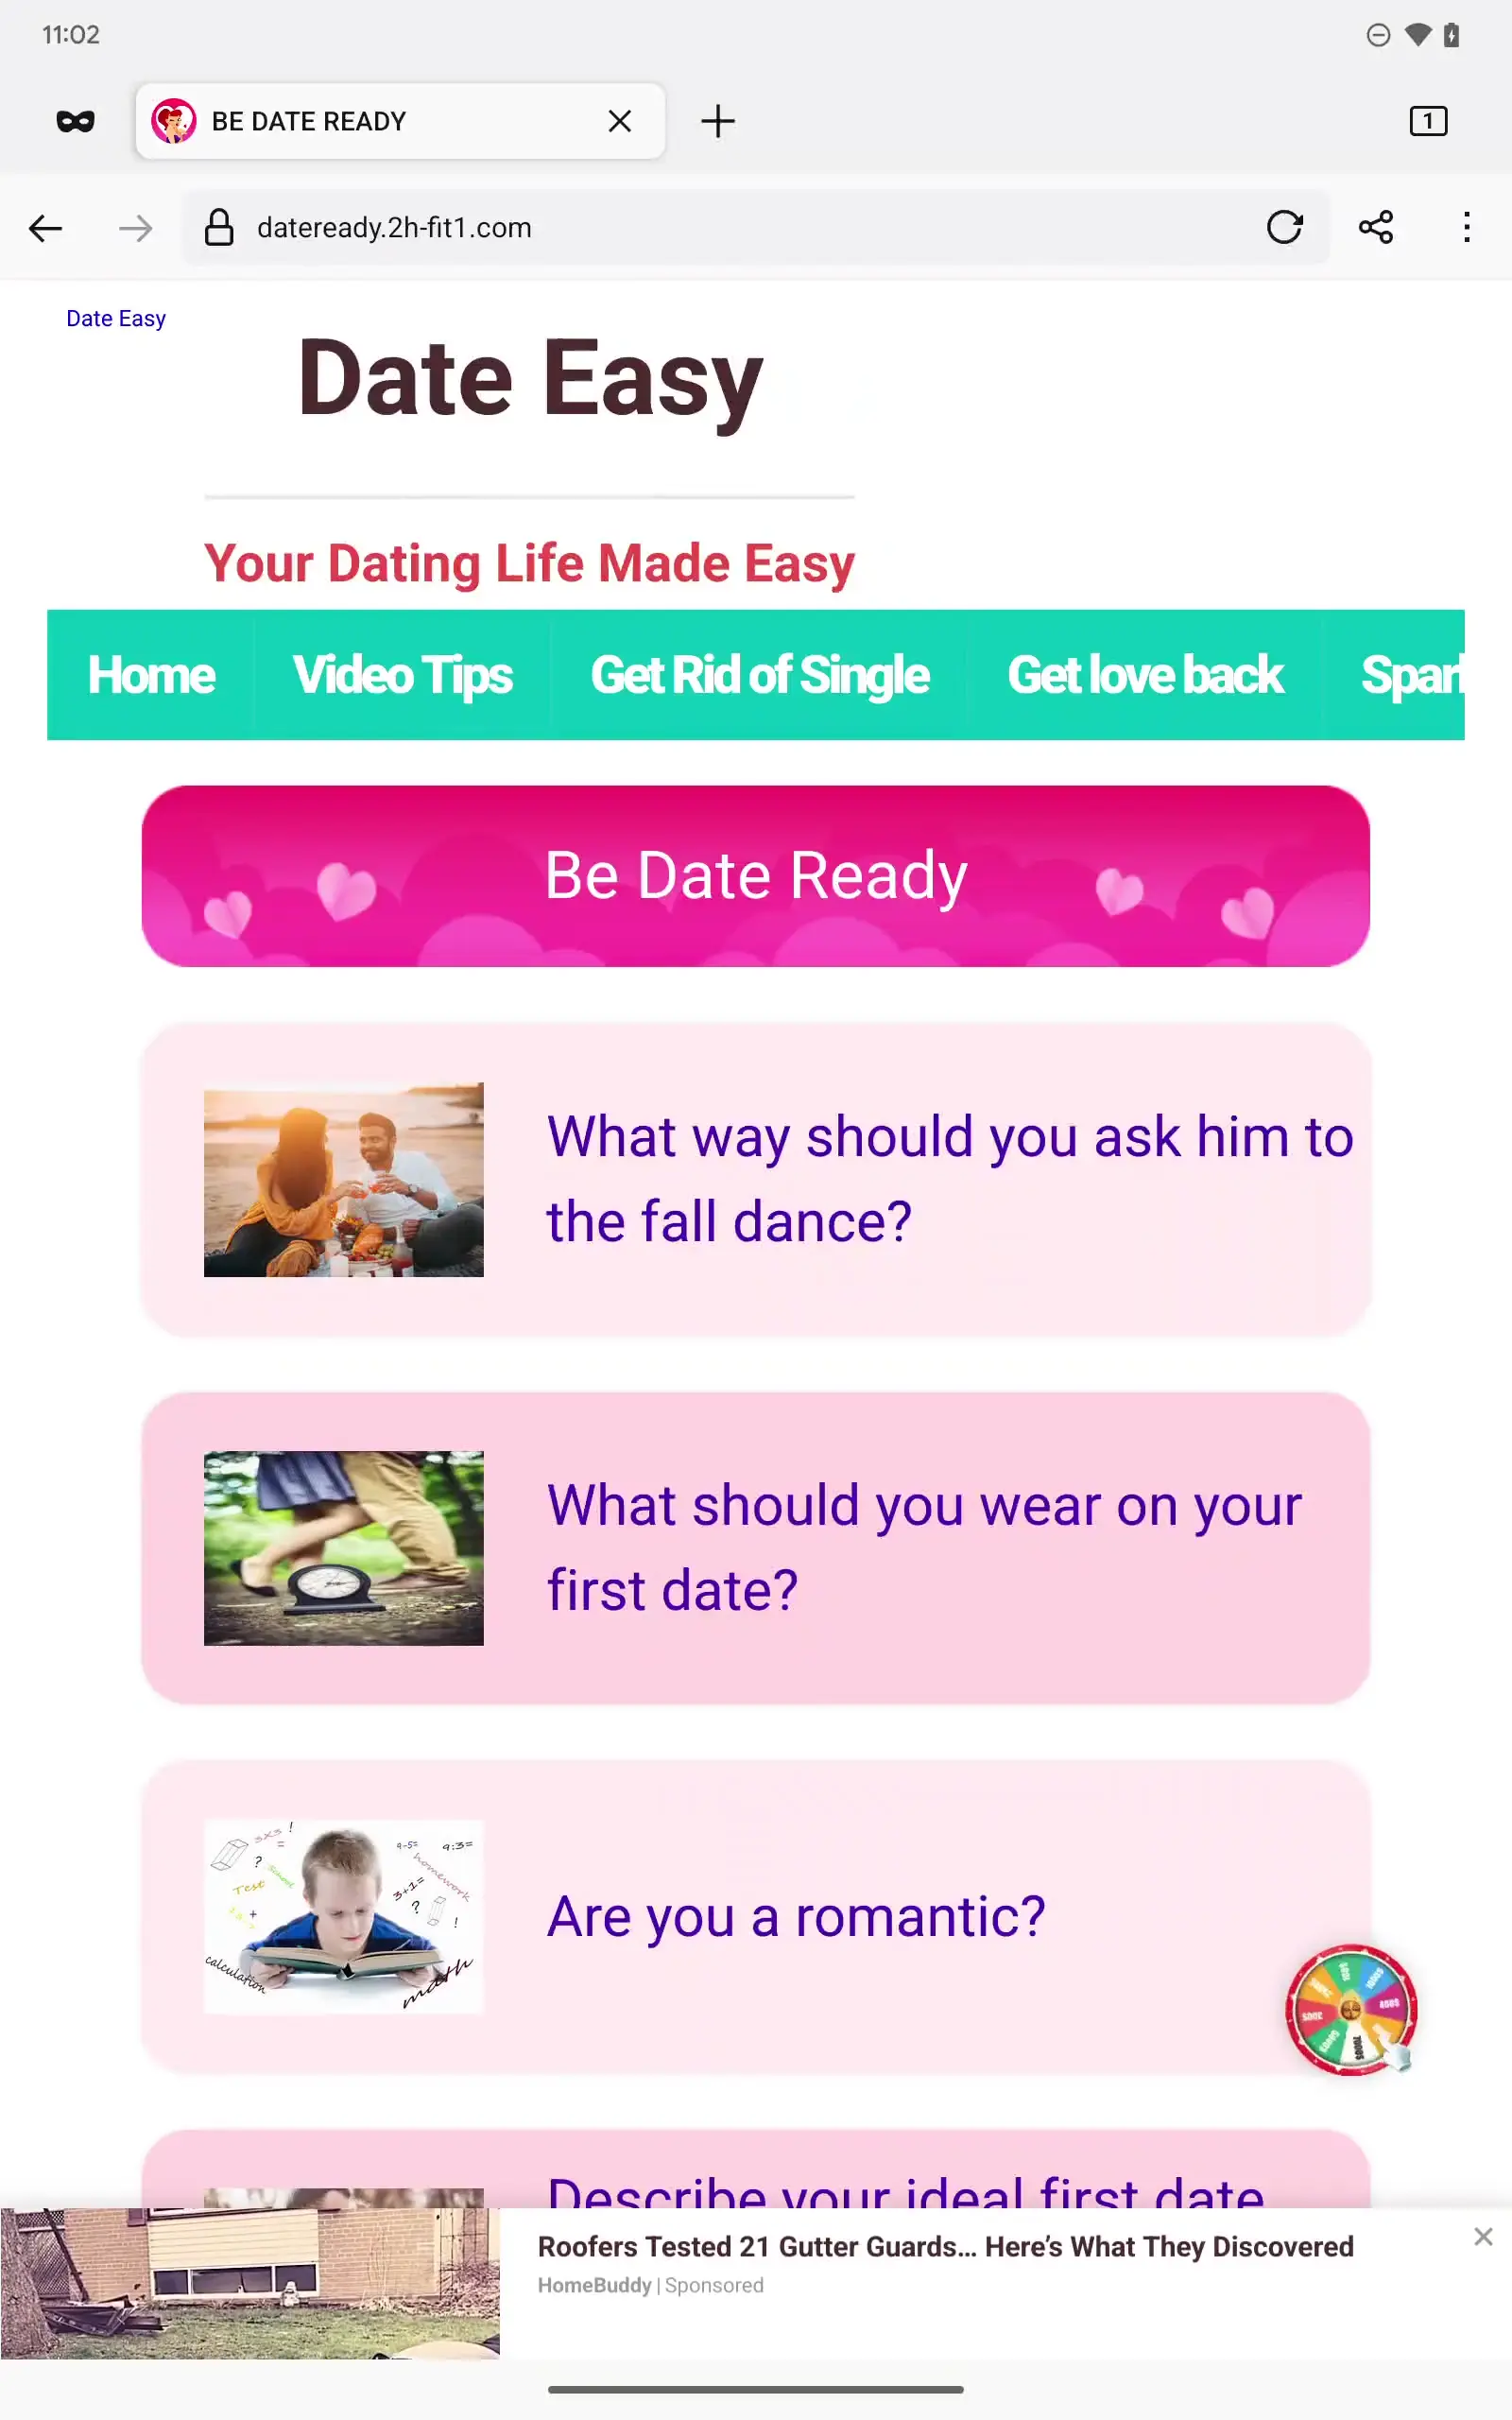 11:02
BE DATE READY
1
dateready.2h-fit1.com
Date Easy
Date Easy
Your Dating Life Made Easy
Home
Video Tips
Get Rid of Single
Get love back
Spark
Be Date Ready
What way should you ask him to
the fall dance?
What should you wear on your
first date?
Are you a romantic?
Describe your ideal first date
Roofers Tested 21 Gutter Guards... Here's What They Discovered
HomeBuddy | Sponsored